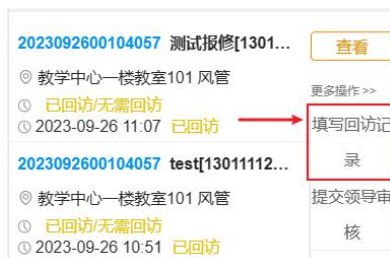 2023092600104057 测试报修[1301...
查看
教学中心一楼教室101 风管
更多操作 >>
已回访/无需回访
2023-09-26 11:07 已回访
填写回访记
录
2023092600104057 test[13011112...
教学中心一楼教室101 风管
提交领导审
核
已回访/无需回访
2023-09-26 10:51 已回访